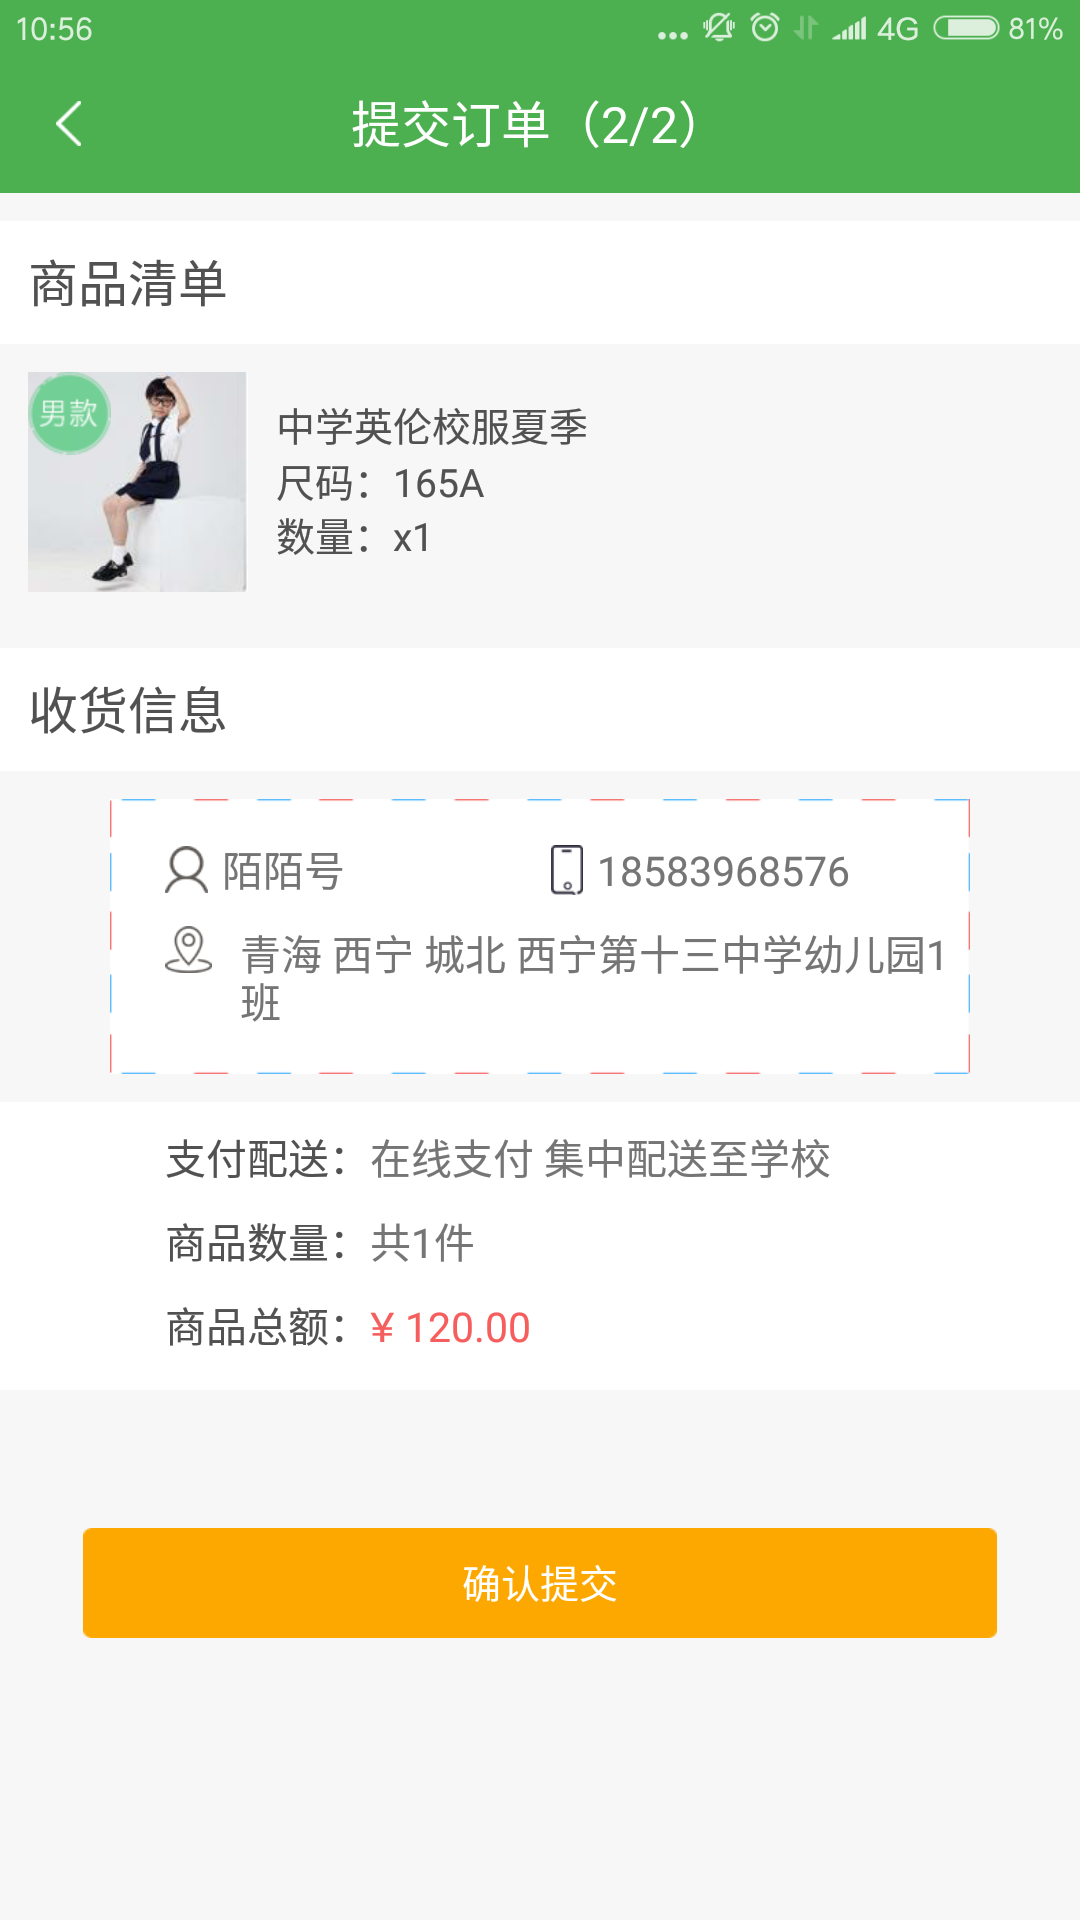 10:56
4G
81%
提交订单（2/2）
商品清单
男款
中学英伦校服夏季
尺码：165A
数量：x1
收货信息
陌陌号
18583968576
青海 西宁 城北 西宁第十三中学幼儿园1
班
支付配送：在线支付 集中配送至学校
商品数量：共1件
商品总额：¥ 120.00
确认提交